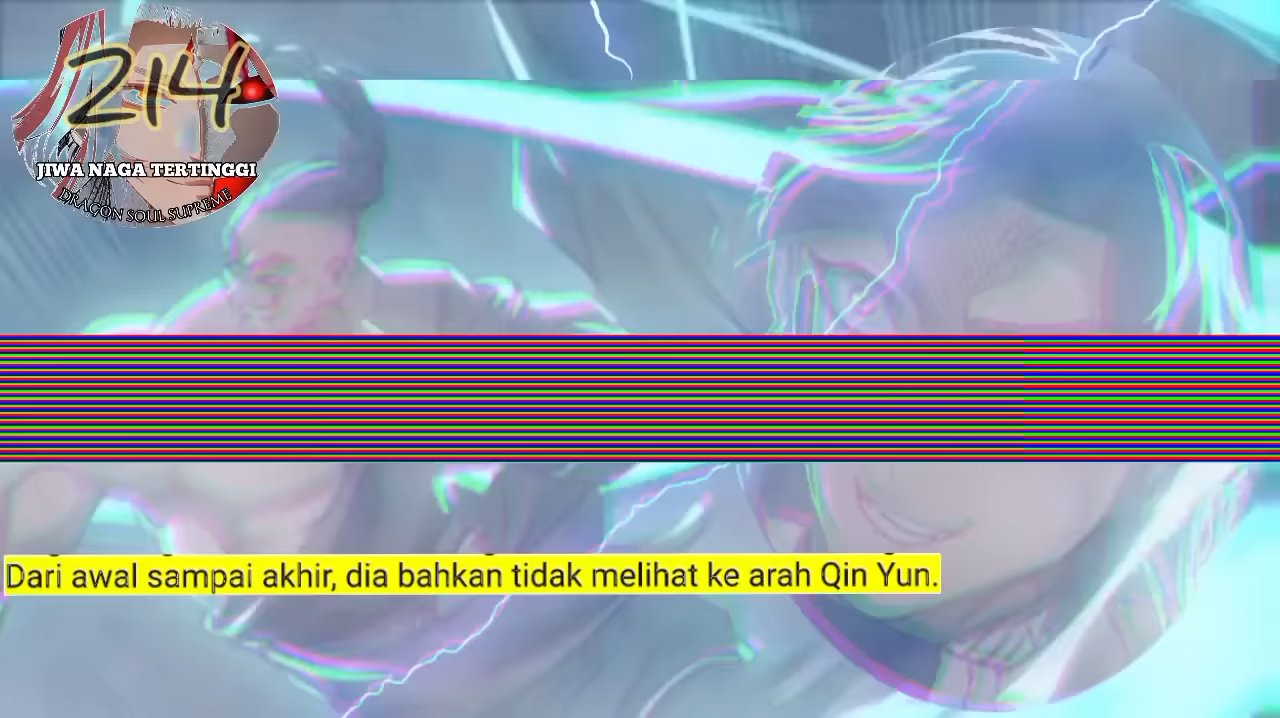 214
JIWA NAGA TERTINGGI
DRAGON SOUL SUPREME
Dari awal sampai akhir, dia bahkan tidak melihat ke arah Qin Yun.